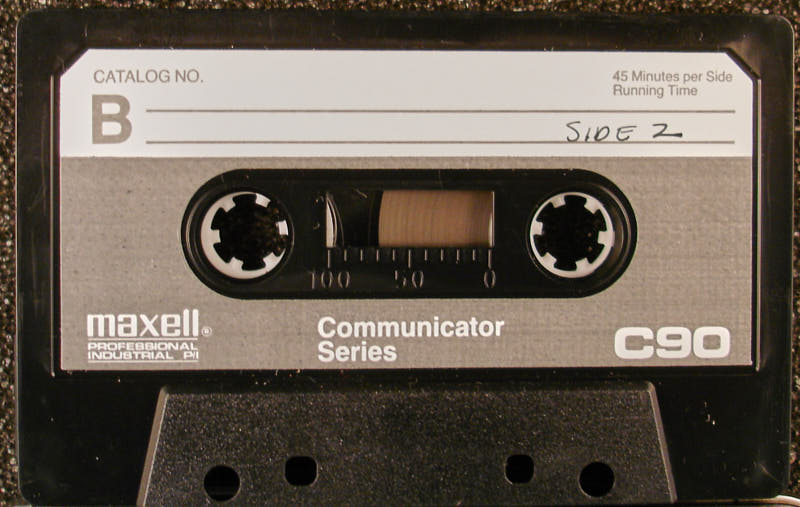 CATALOG NO.
45 Minutes per Side
Running Time
B
SIDE 2
100 50 0
maxell®
PROFESSIONAL
INDUSTRIAL P/I
Communicator
Series
C90